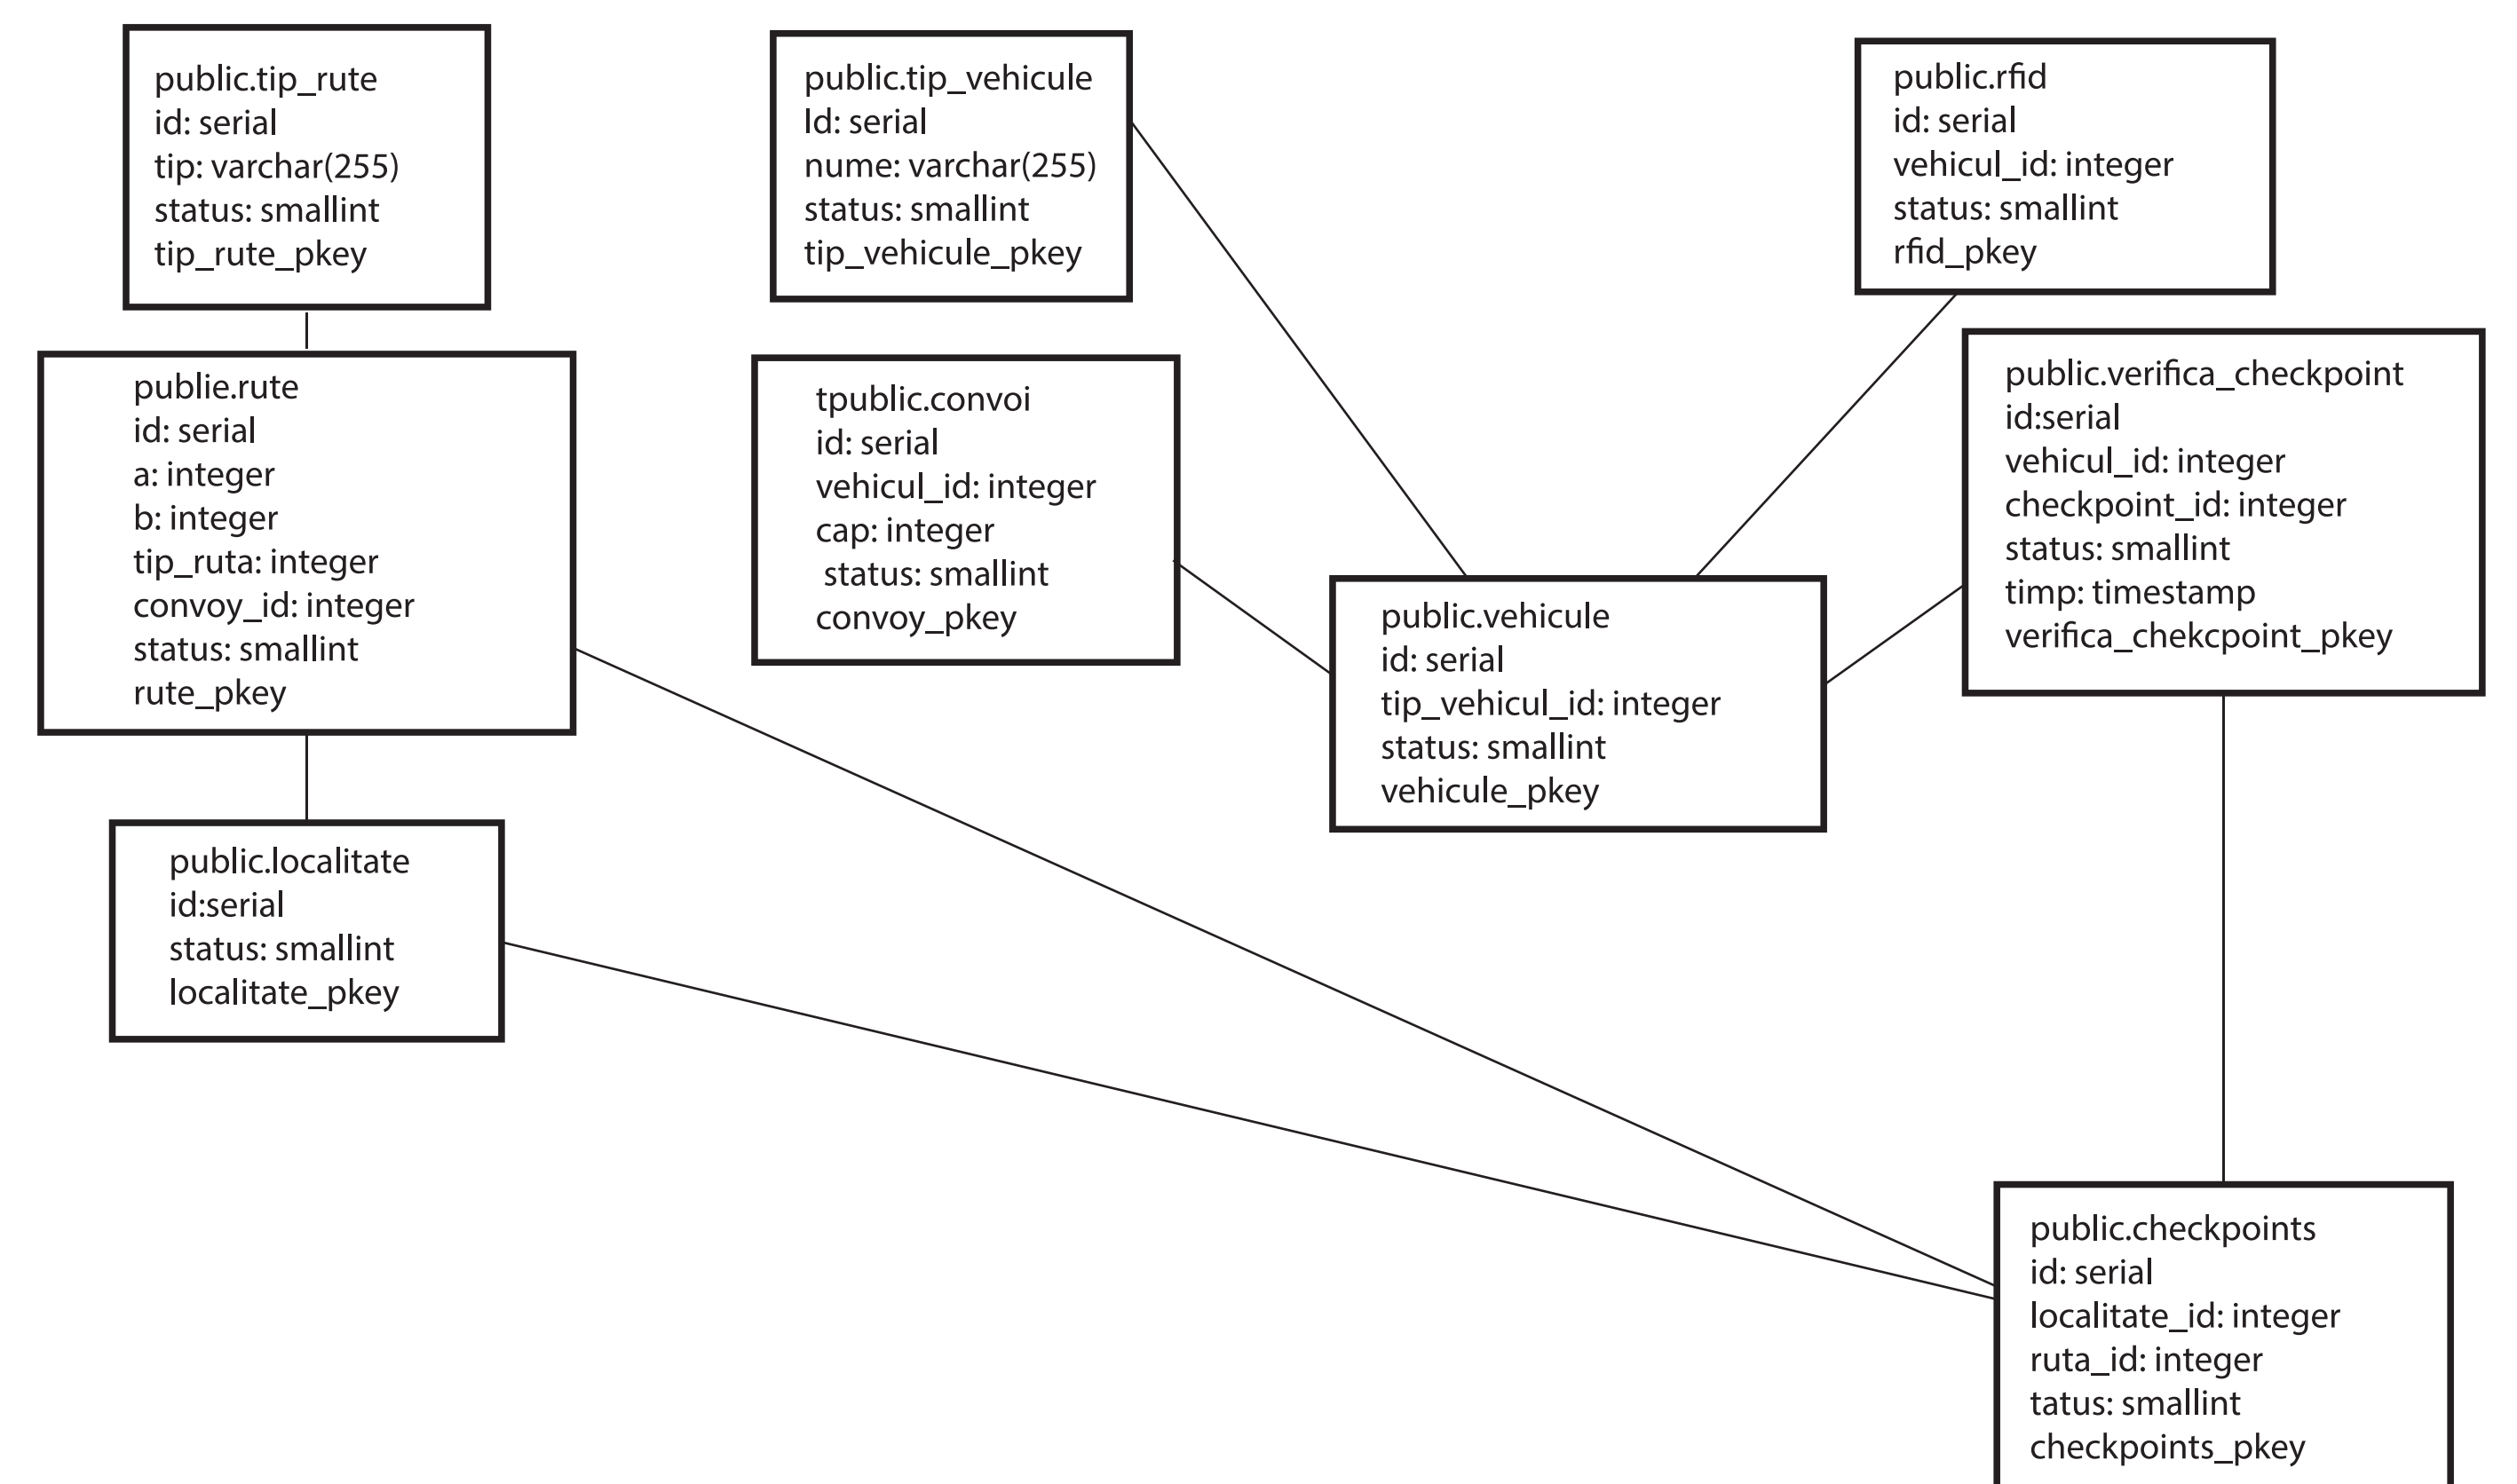 public.tip_rute
id: serial
tip: varchar(255)
status: smallint
tip_rute_pkey
public.tip_vehicule
Id: serial
nume: varchar(255)
status: smallint
tip_vehicule_pkey
public.rfid
id: serial
vehicul_id: integer
status: smallint
rfid_pkey
publie.rute
id: serial
a: integer
b: integer
tip_ruta: integer
convoy_id: integer
status: smallint
rute_pkey
tpublic.convoi
id: serial
vehicul_id: integer
cap: integer
status: smallint
convoy_pkey
public.verifica_checkpoint
id:serial
vehicul_id: integer
checkpoint_id: integer
status: smallint
timp: timestamp
verifica_chekcpoint_pkey
public.vehicule
id: serial
tip_vehicul_id: integer
status: smallint
vehicule_pkey
public.localitate
id:serial
status: smallint
localitate_pkey
public.checkpoints
id: serial
localitate_id: integer
ruta_id: integer
tatus: smallint
checkpoints_pkey